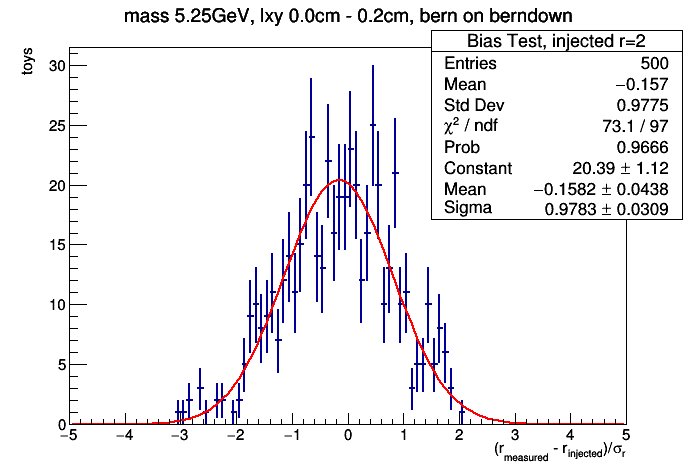 mass 5.25GeV, lxy 0.0cm - 0.2cm, bern on berndown
Bias Test, injected r=2
Entries 500
Mean −0.157
Std Dev 0.9775
χ² / ndf 73.1 / 97
Prob 0.9666
Constant 20.39 ± 1.12
Mean −0.1582 ± 0.0438
Sigma 0.9783 ± 0.0309
toys
30
25
20
15
10
5
0
−5 −4 −3 −2 −1 0 1 2 3 4 5
(r_measured - r_injected)/σ_r